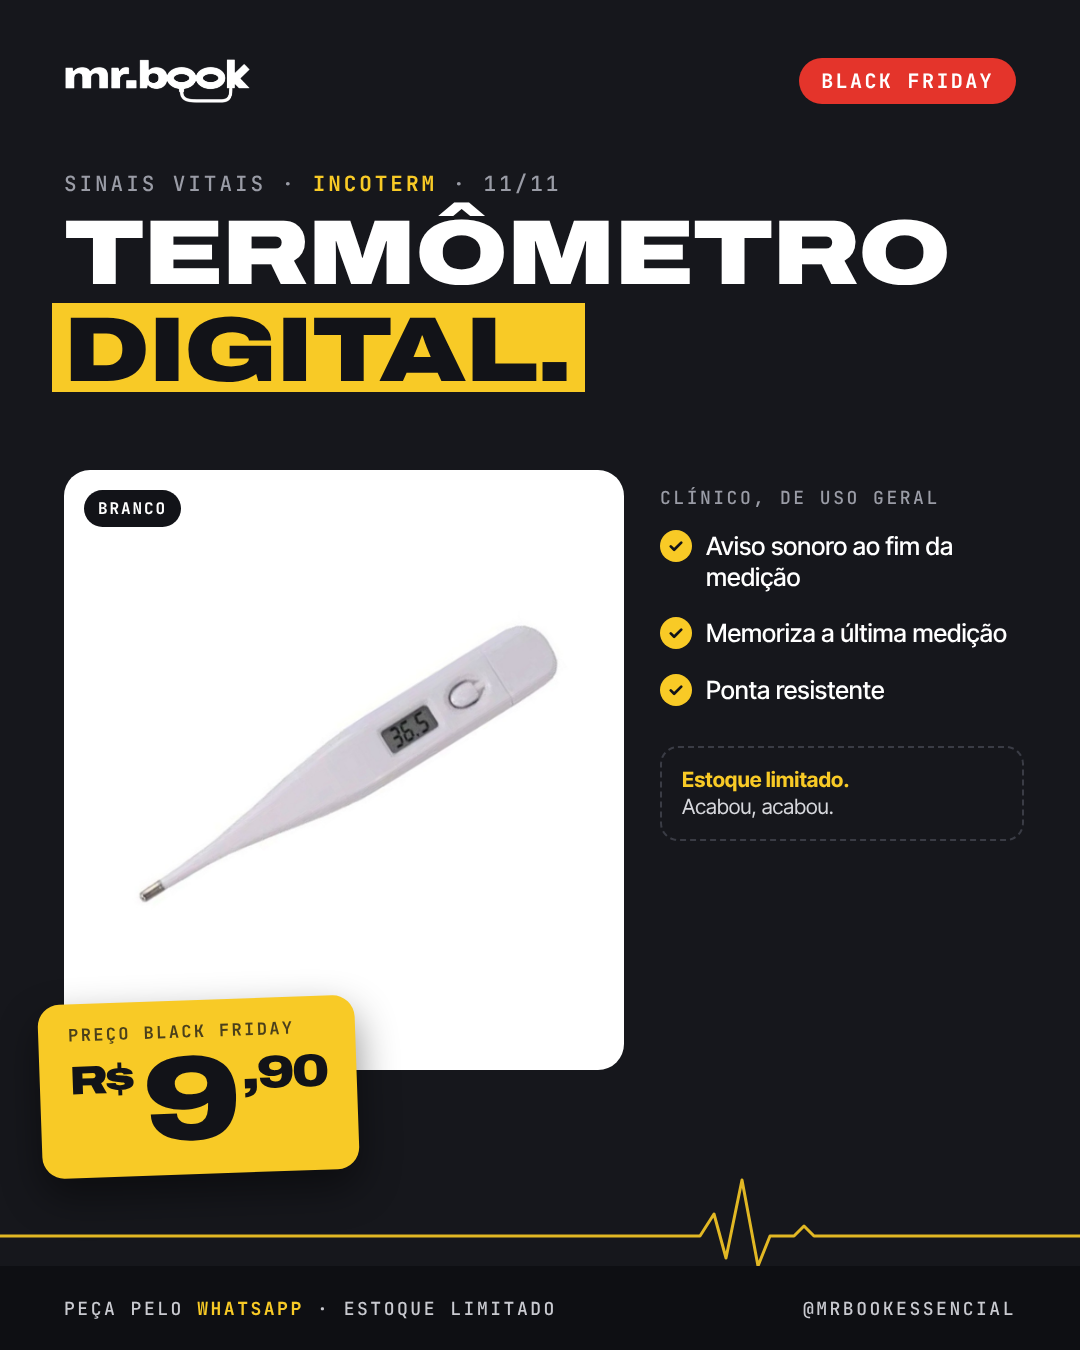 mr.book
BLACK FRIDAY
SINAIS VITAIS · INCOTERM · 11/11
TERMÔMETRO
DIGITAL.
BRANCO
36.5
CLÍNICO, DE USO GERAL
Aviso sonoro ao fim da
medição
Memoriza a última medição
Ponta resistente
Estoque limitado.
Acabou, acabou.
PREÇO BLACK FRIDAY
R$ 9,90
PEÇA PELO WHATSAPP · ESTOQUE LIMITADO
@MRBOOKESSENCIAL